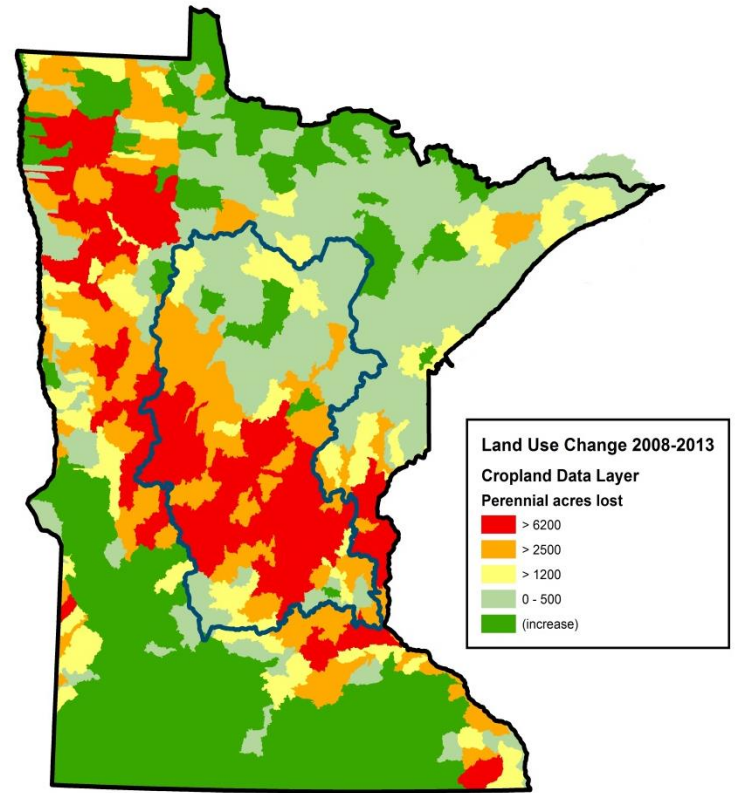 Land Use Change 2008-2013
Cropland Data Layer
Perennial acres lost
> 6200
> 2500
> 1200
0 - 500
(increase)